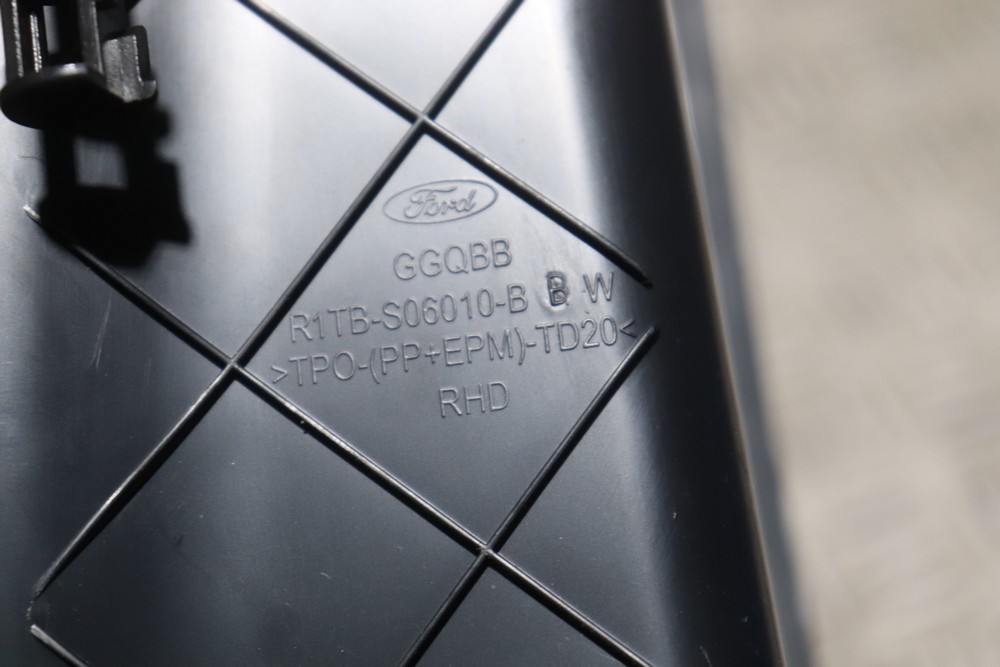 Ford
GGQBB
R1TB-S06010-B B W
>TPO-(PP+EPM)-TD20<
RHD